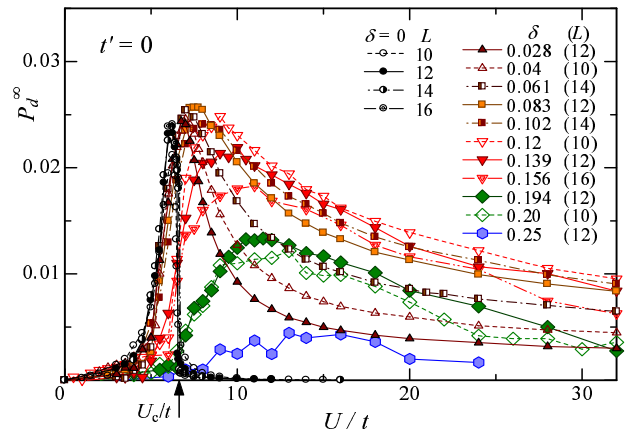 t′ = 0
δ = 0 L
10
12
14
16
δ (L)
0.028 (12)
0.04 (10)
0.061 (14)
0.083 (12)
0.102 (14)
0.12 (10)
0.139 (12)
0.156 (16)
0.194 (12)
0.20 (10)
0.25 (12)
P_d^∞
0.03
0.02
0.01
0
0 10 20 30
U_c/t
U / t